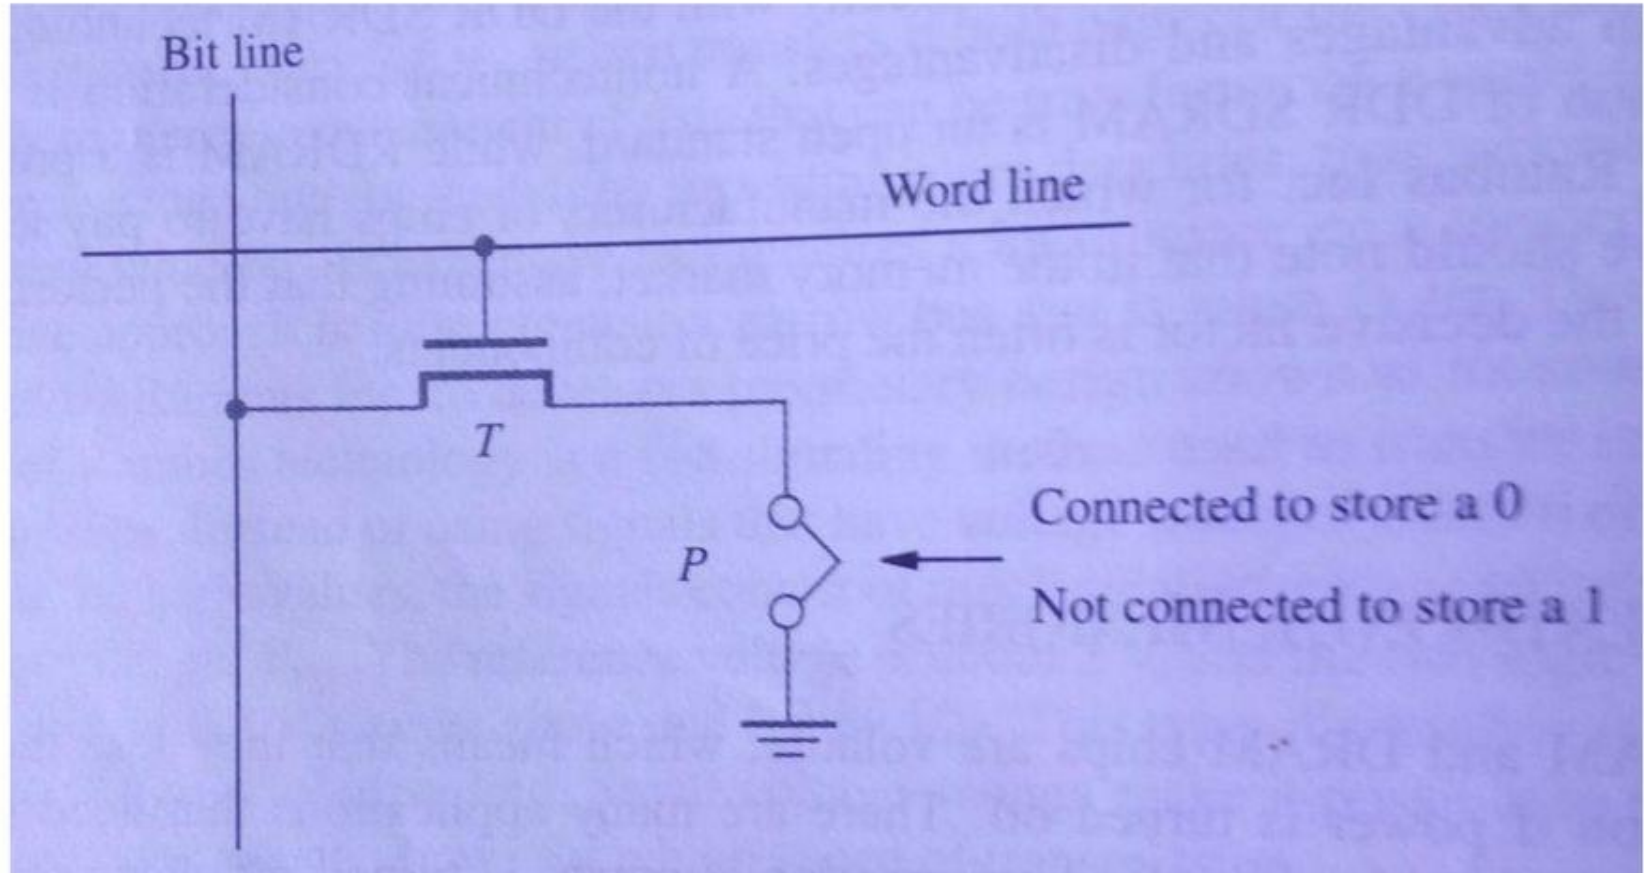 Bit line
Word line
T
P
Connected to store a 0
Not connected to store a 1